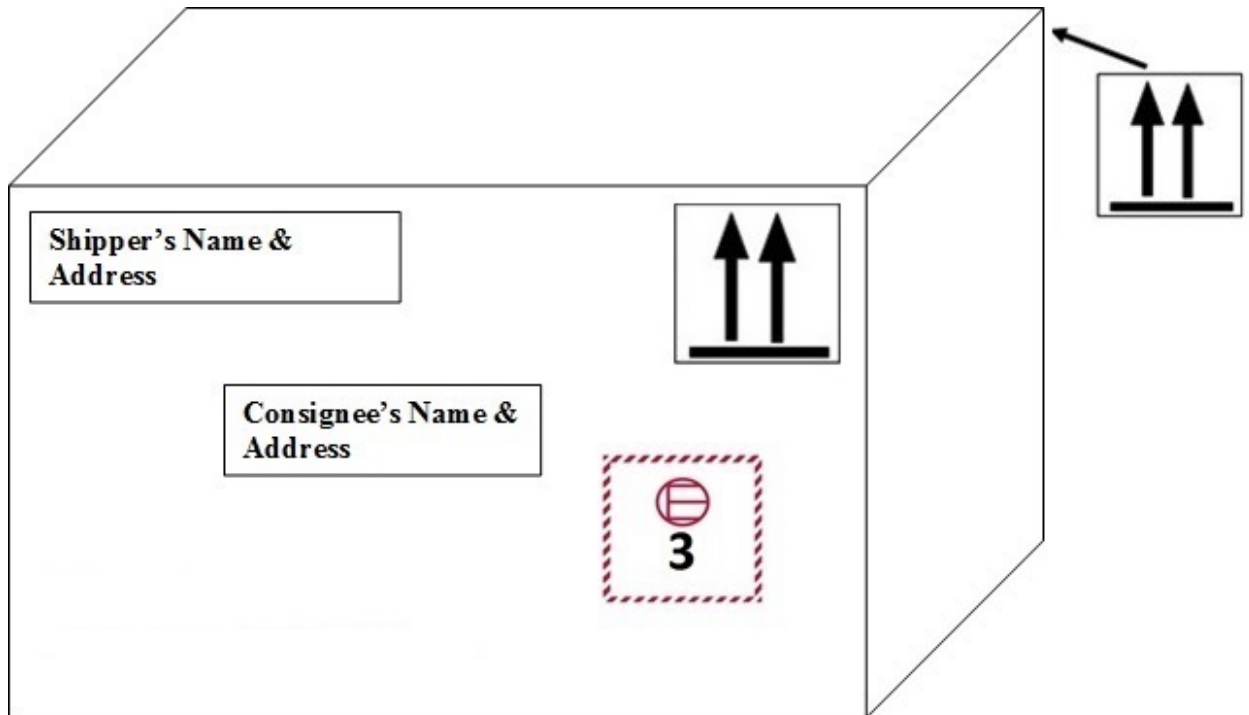 Shipper’s Name &
Address
Consignee’s Name &
Address
E
3